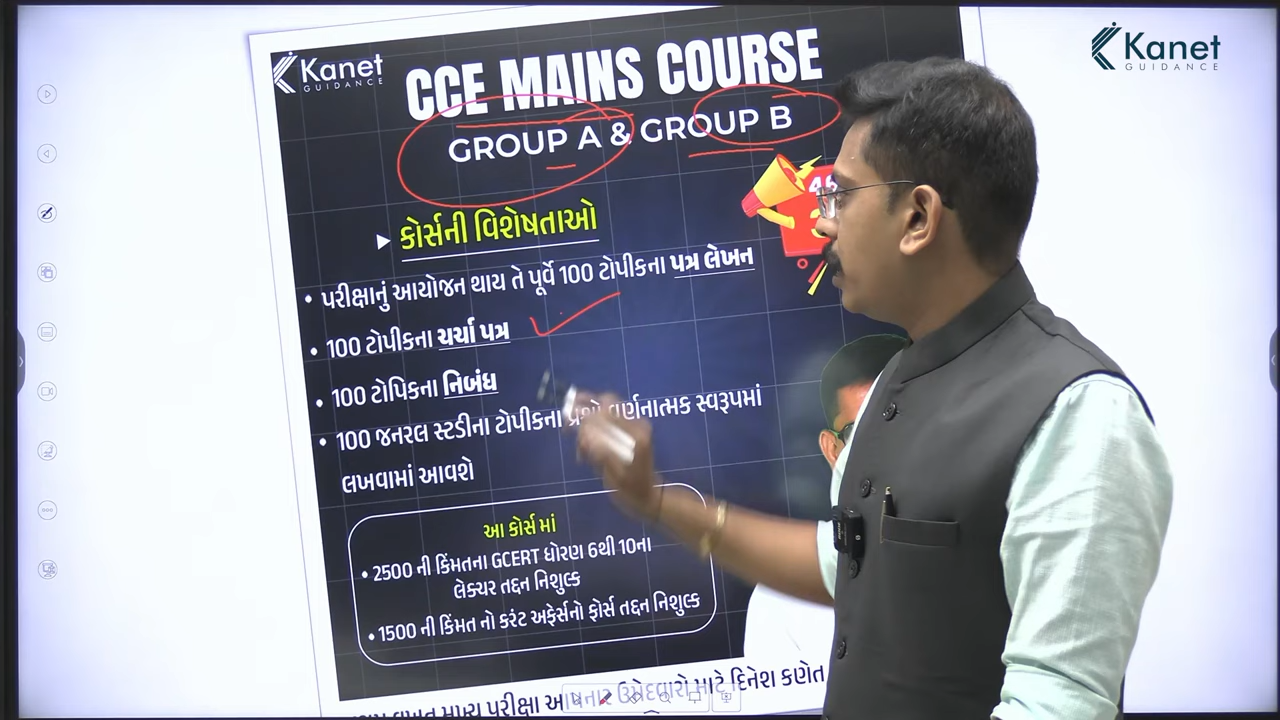 Kanet
GUIDANCE
Kanet
GUIDANCE
CCE MAINS COURSE
GROUP A & GROUP B
કોર્સની વિશેષતાઓ
• પરીક્ષાનું આયોજન થાય તે પૂર્વે 100 ટોપીકના પત્ર લેખન
• 100 ટોપીકના ચર્ચા પત્ર
• 100 ટોપિકના નિબંધ
• 100 જનરલ સ્ટડીના ટોપીકના વર્ણનાત્મક સ્વરૂપમાં
લખવામાં આવશે
આ કોર્સ માં
• 2500 ની કિંમતના GCERT ધોરણ 6થી 10ના
લેક્ચર તદ્દન નિશુલ્ક
• 1500 ની કિંમત નો કરંટ અફેર્સનો ફોર્સ તદ્દન નિશુલ્ક
મુખ્ય પરીક્ષા ઉમેદવારો માટે દિનેશ કણેત